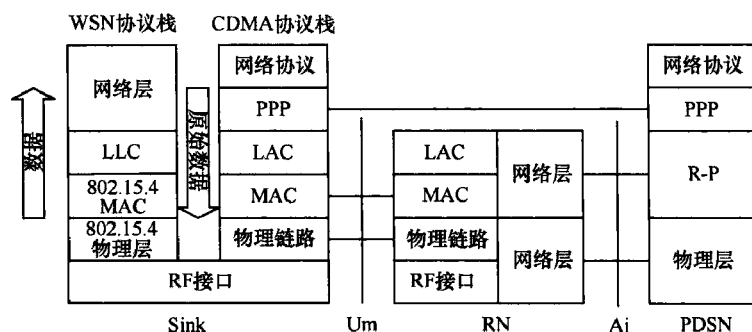 WSN协议栈
CDMA协议栈
网络层
LLC
802.15.4
MAC
802.15.4
物理层
数据
原始数据
网络协议
PPP
LAC
MAC
物理链路
RF接口
LAC
MAC
网络层
物理链路
RF接口
网络层
网络协议
PPP
R-P
物理层
Sink
Um
RN
Ai
PDSN